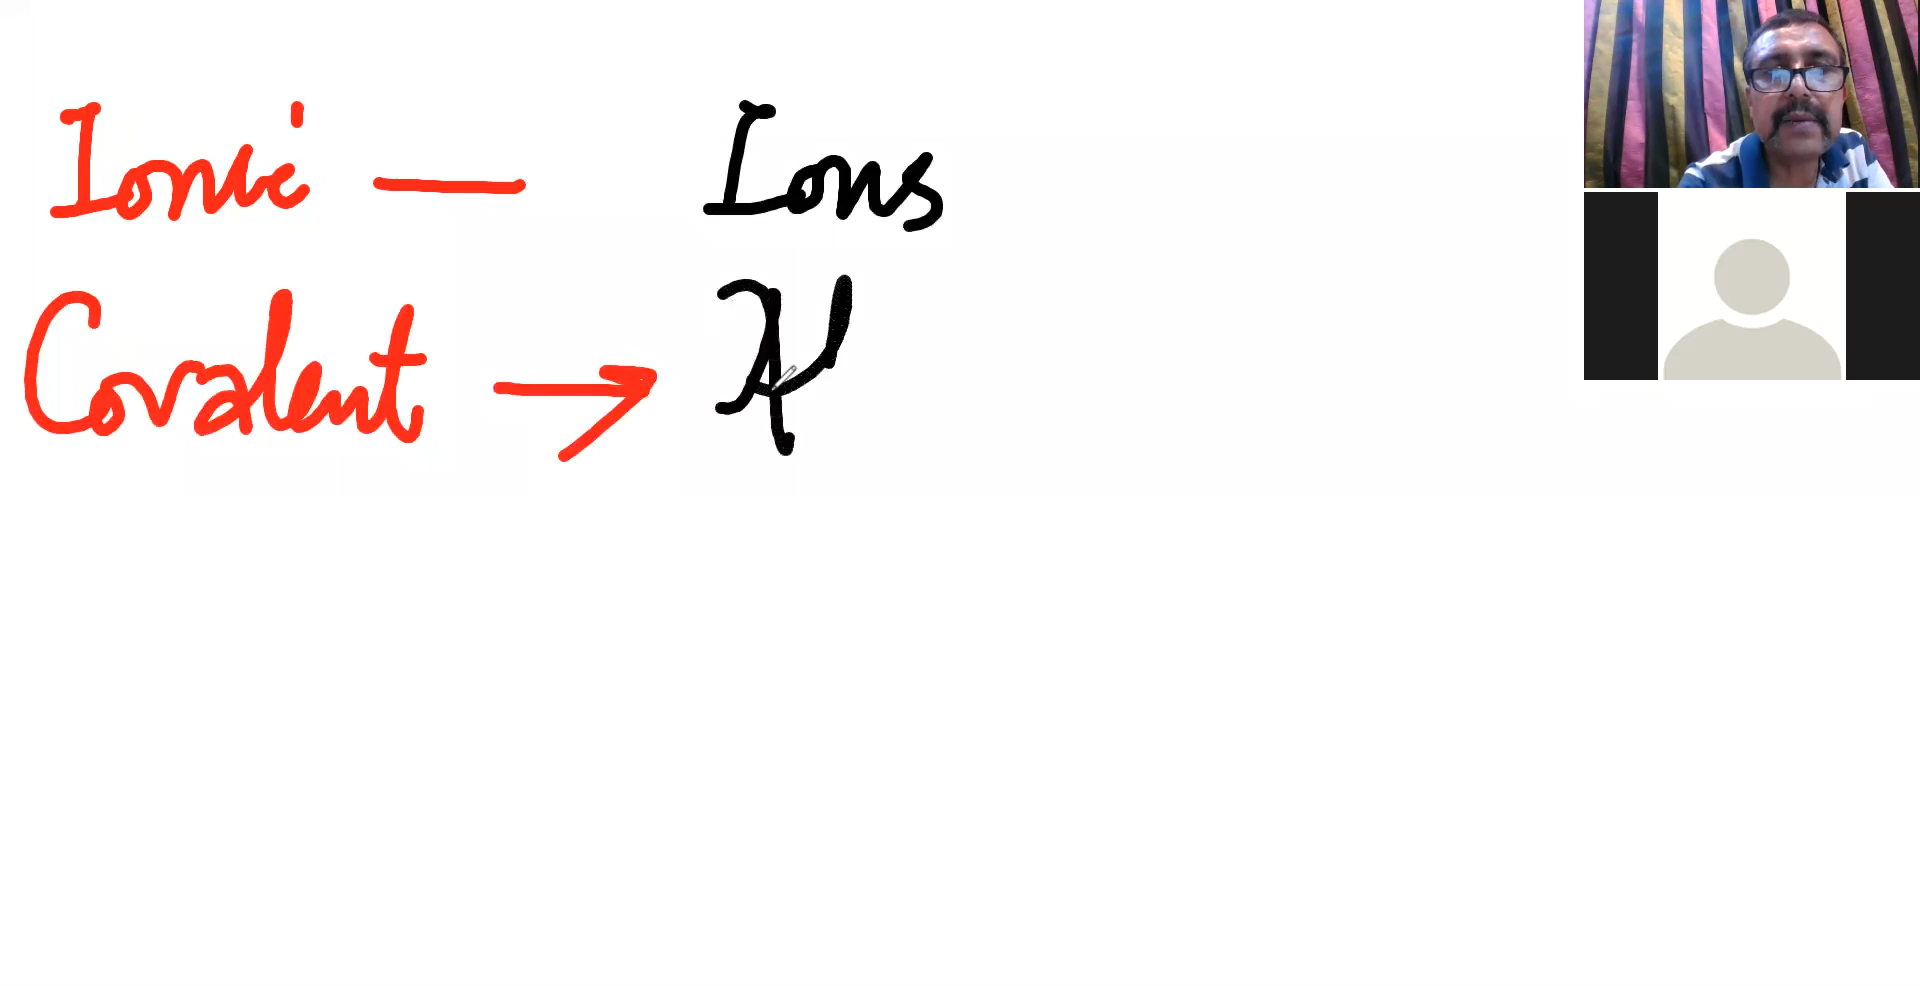 Ionic — Ions
Covalent →